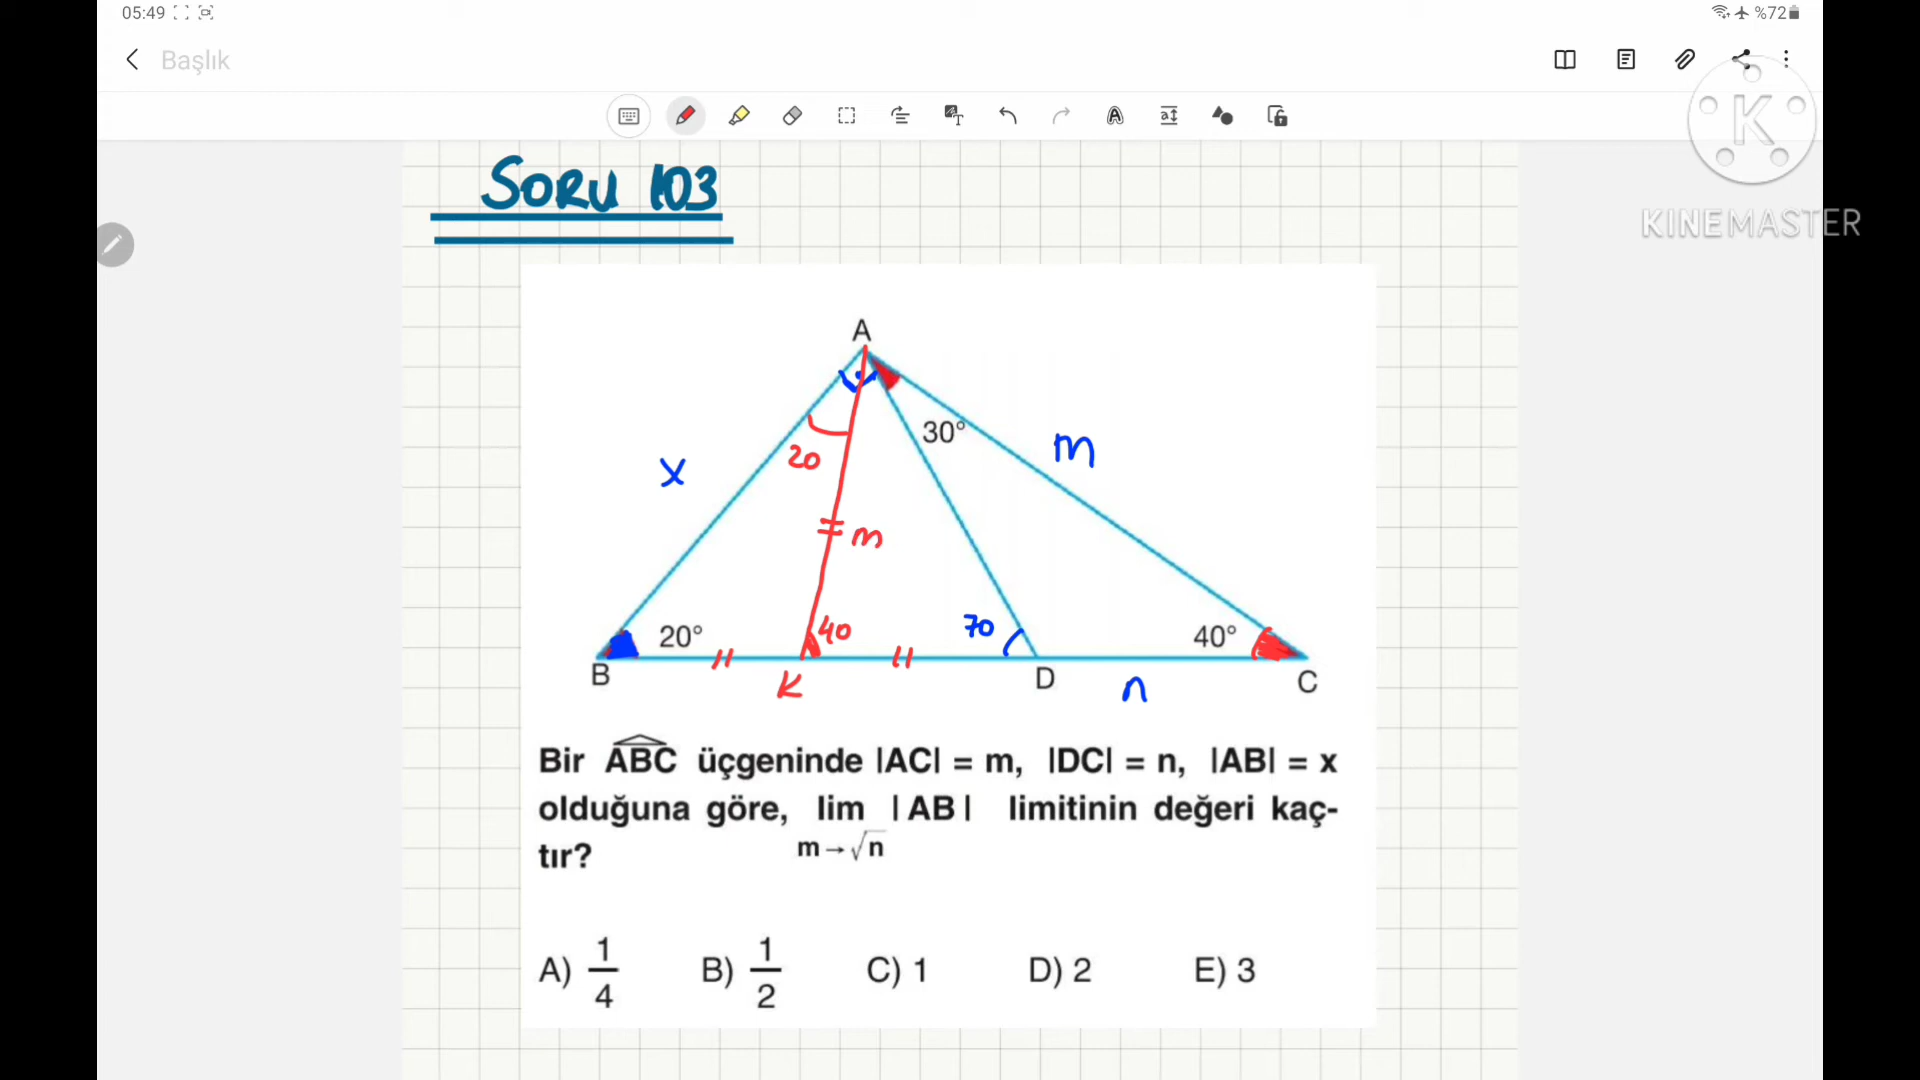 05:49
%72
Başlık
a
T
A
K
KINEMASTER
SORU 103
A
30°
m
x
20
m
20°
40
70
40°
B
K
D
n
C
Bir ABC üçgeninde |AC| = m, |DC| = n, |AB| = x
olduğuna göre, lim |AB| limitinin değeri kaç-
m→√n
tır?
A) 1/4 B) 1/2 C) 1 D) 2 E) 3